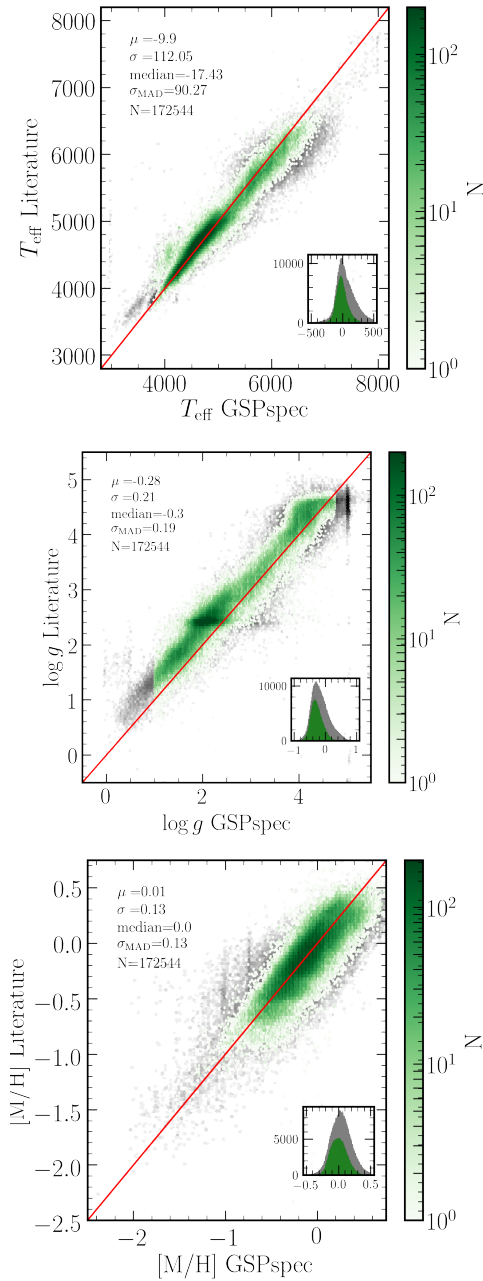 8000
7000
6000
5000
4000
3000
T_eff Literature
μ =-9.9
σ =112.05
median=-17.43
σ_MAD=90.27
N=172544
10000
0
−500
0
500
4000
6000
8000
T_eff GSPspec
10^2
10^1
10^0
N
5
4
3
2
1
0
log g Literature
μ =-0.28
σ =0.21
median=-0.3
σ_MAD=0.19
N=172544
10000
0
−1
0
1
0
2
4
log g GSPspec
10^2
10^1
10^0
N
0.5
0.0
−0.5
−1.0
−1.5
−2.0
−2.5
[M/H] Literature
μ =0.01
σ =0.13
median=0.0
σ_MAD=0.13
N=172544
5000
0
−0.5
0.0
0.5
−2
−1
0
[M/H] GSPspec
10^2
10^1
10^0
N